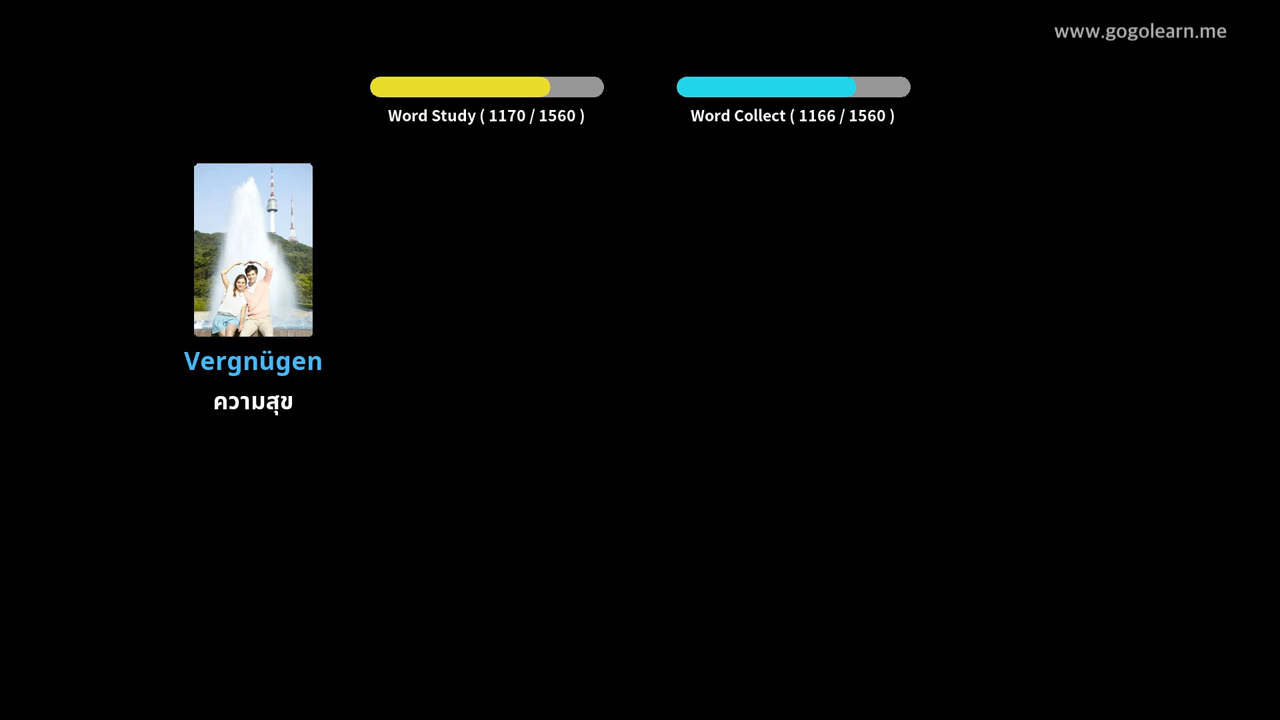 www.gogolearn.me
Word Study ( 1170 / 1560 )
Word Collect ( 1166 / 1560 )
Vergnügen
ความสุข